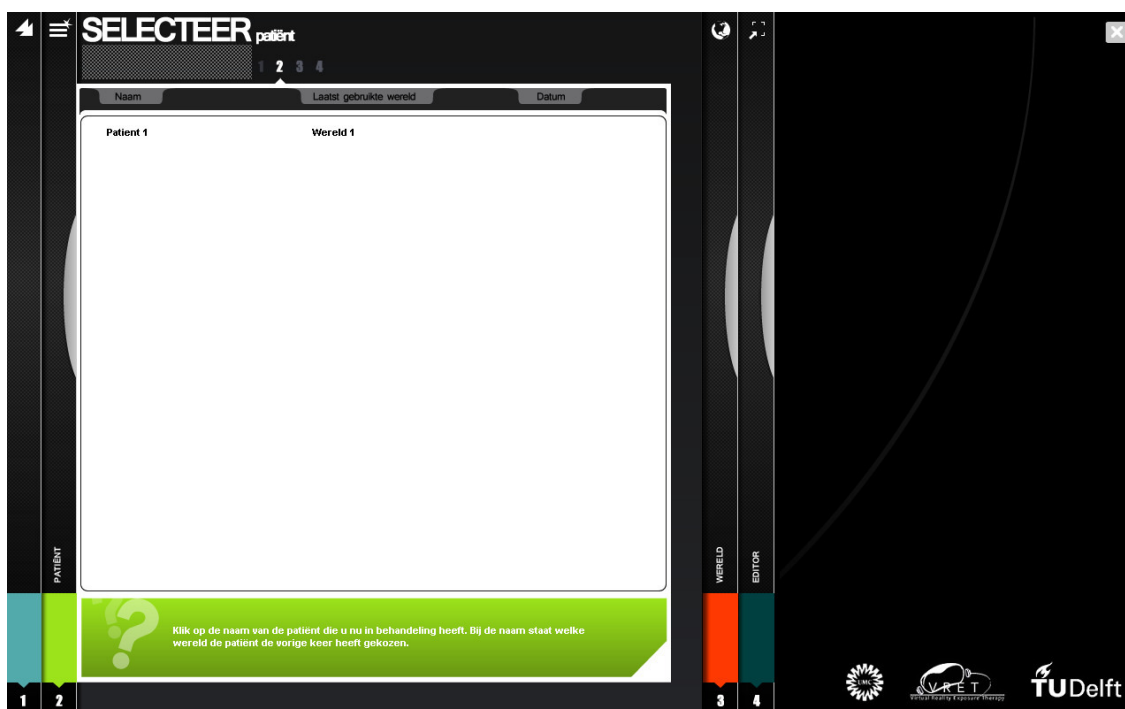 SELECTEER patiënt
1 2 3 4
Naam Laatst gebruikte wereld Datum
Patient 1 Wereld 1
PATIËNT
WERELD
EDITOR
Klik op de naam van de patiënt die u nu in behandeling heeft. Bij de naam staat welke
wereld de patiënt de vorige keer heeft gekozen.
1 2 3 4
UMC
VRET
Virtual Reality Exposure Therapy
TUDelft